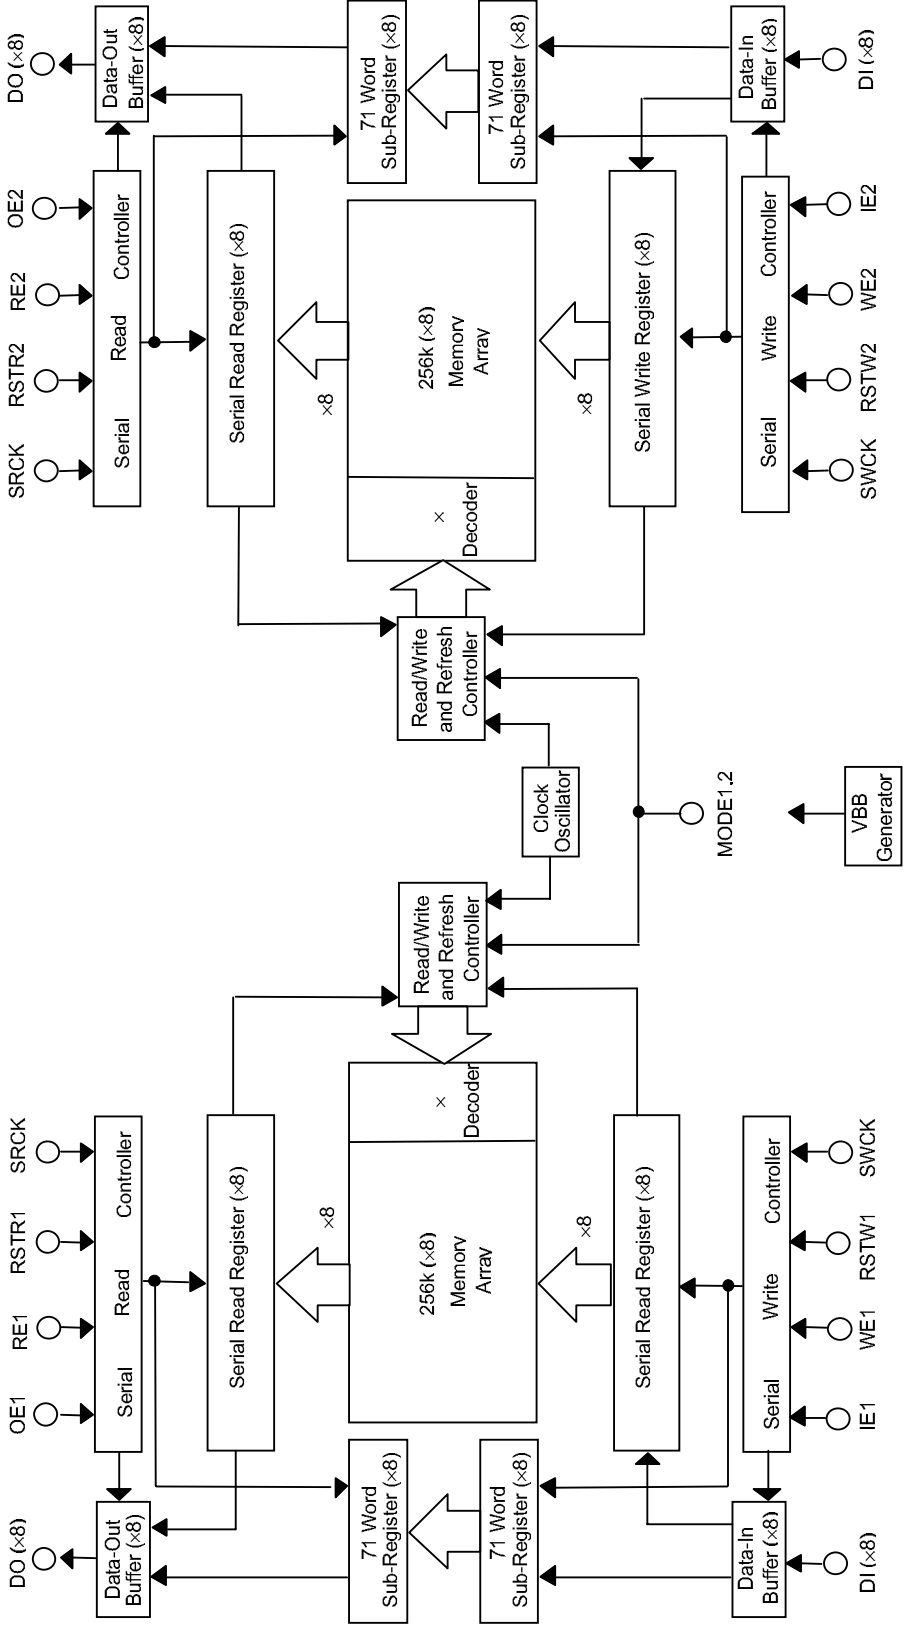 DO (×8)
OE1
RE1
RSTR1
SRCK
SRCK
RSTR2
RE2
OE2
DO (×8)
Data-Out
Buffer (×8)
Serial Read Controller
Serial Read Controller
Data-Out
Buffer (×8)
Serial Read Register (×8)
Serial Read Register (×8)
×8
×8
71 Word
Sub-Register (×8)
256k (×8)
Memory
Array
×
Decoder
Read/Write
and Refresh
Controller
Read/Write
and Refresh
Controller
×
Decoder
256k (×8)
Memory
Array
71 Word
Sub-Register (×8)
71 Word
Sub-Register (×8)
Clock
Oscillator
71 Word
Sub-Register (×8)
×8
×8
Serial Read Register (×8)
Serial Write Register (×8)
Data-In
Buffer (×8)
Serial Write Controller
MODE1.2
Serial Write Controller
Data-In
Buffer (×8)
DI (×8)
IE1
WE1
RSTW1
SWCK
VBB
Generator
SWCK
RSTW2
WE2
IE2
DI (×8)